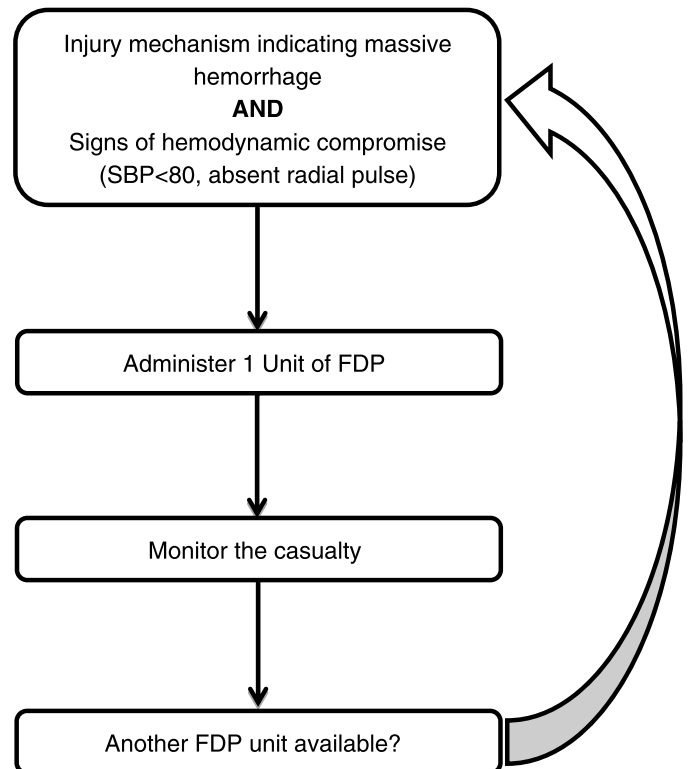 Injury mechanism indicating massive
hemorrhage
AND
Signs of hemodynamic compromise
(SBP<80, absent radial pulse)
Administer 1 Unit of FDP
Monitor the casualty
Another FDP unit available?